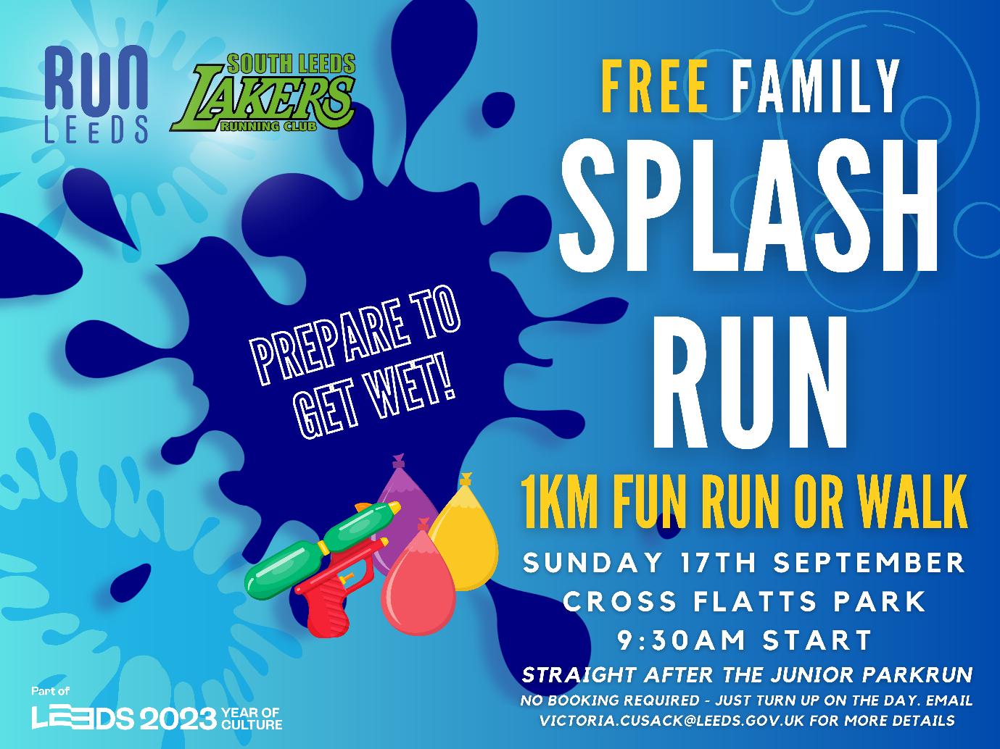 RUN
LEEDS
SOUTH LEEDS
LAKERS
RUNNING CLUB
FREE FAMILY
SPLASH
RUN
PREPARE TO
GET WET!
1KM FUN RUN OR WALK
SUNDAY 17TH SEPTEMBER
CROSS FLATTS PARK
9:30AM START
STRAIGHT AFTER THE JUNIOR PARKRUN
NO BOOKING REQUIRED - JUST TURN UP ON THE DAY. EMAIL
VICTORIA.CUSACK@LEEDS.GOV.UK FOR MORE DETAILS
Part of
LEEDS 2023 YEAR OF
CULTURE